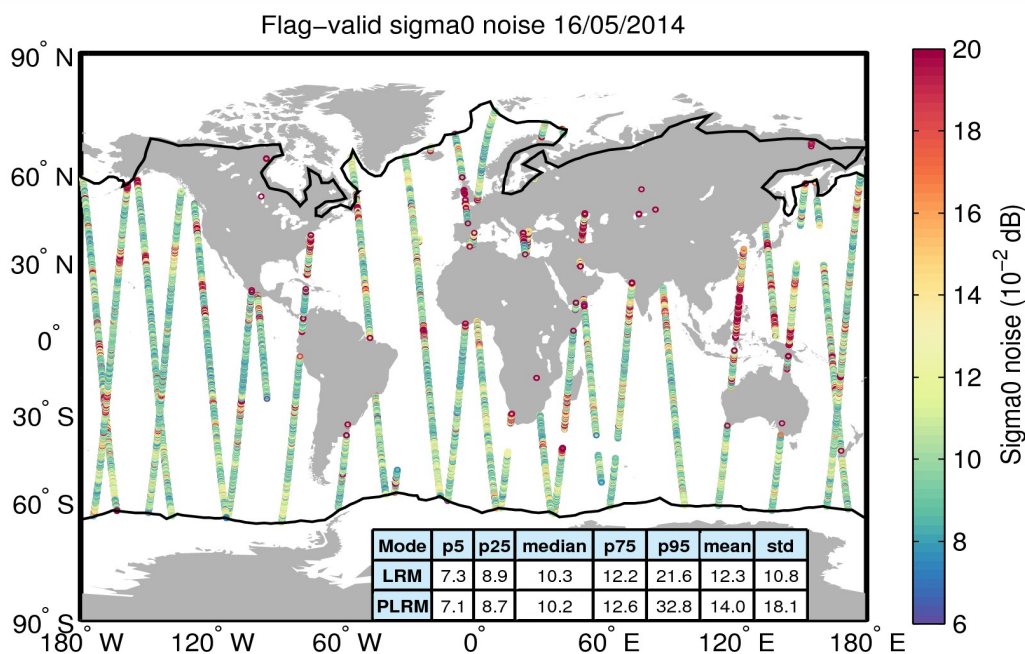 Flag−valid sigma0 noise 16/05/2014
90° N
60° N
30° N
0°
30° S
60° S
90° S
180° W
120° W
60° W
0°
60° E
120° E
180° E
Mode p5 p25 median p75 p95 mean std
LRM 7.3 8.9 10.3 12.2 21.6 12.3 10.8
PLRM 7.1 8.7 10.2 12.6 32.8 14.0 18.1
20
18
16
14
12
10
8
6
Sigma0 noise (10⁻² dB)